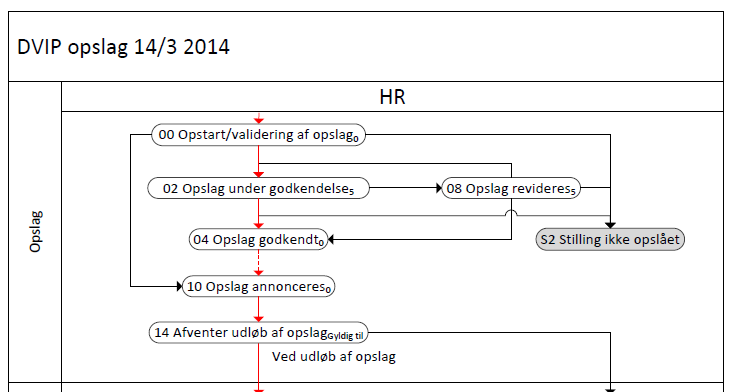 DVIP opslag 14/3 2014
HR
Opslag
00 Opstart/validering af opslag0
02 Opslag under godkendelse5
08 Opslag revideres5
04 Opslag godkendt0
S2 Stilling ikke opslået
10 Opslag annonceres0
14 Afventer udløb af opslagGyldig til
Ved udløb af opslag